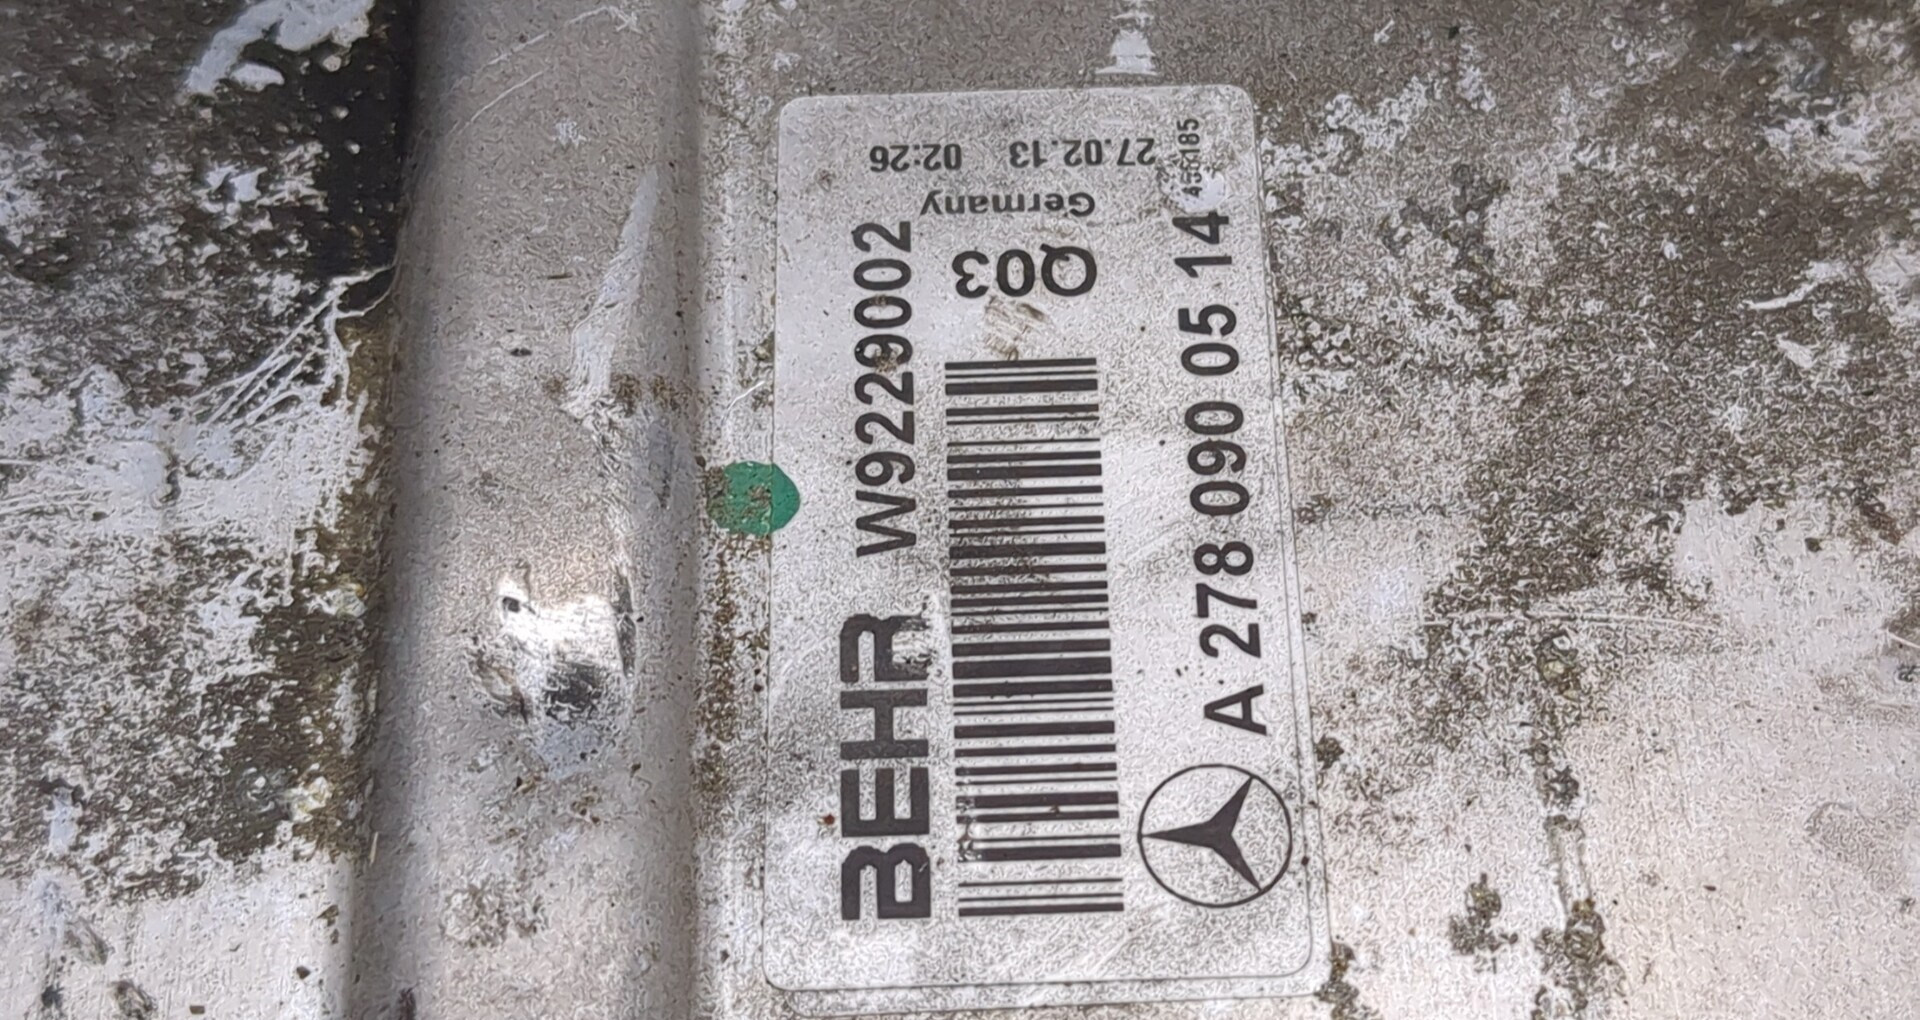 BEHR W9229002
Q03
Germany
27.02.13 02:26
A 278 090 05 14